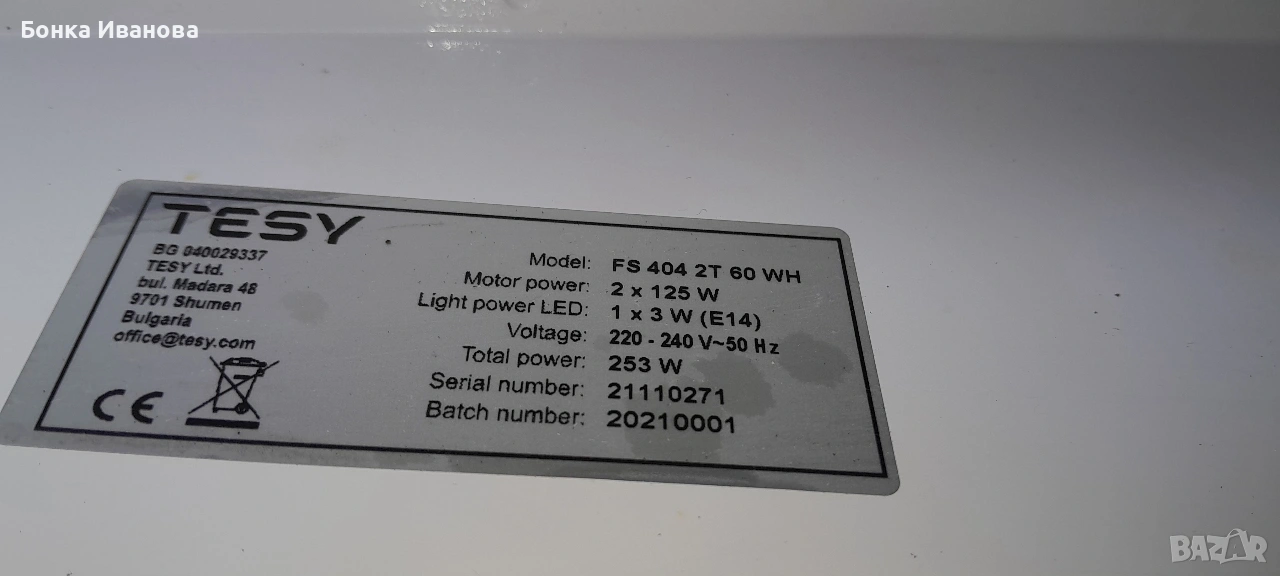 Бонка Иванова
TESY
BG 040029337
TESY Ltd.
bul. Madara 48
9701 Shumen
Bulgaria
office@tesy.com
CE
Model: FS 404 2T 60 WH
Motor power: 2 x 125 W
Light power LED: 1 x 3 W (E14)
Voltage: 220 - 240 V~50 Hz
Total power: 253 W
Serial number: 21110271
Batch number: 20210001
BAZAR